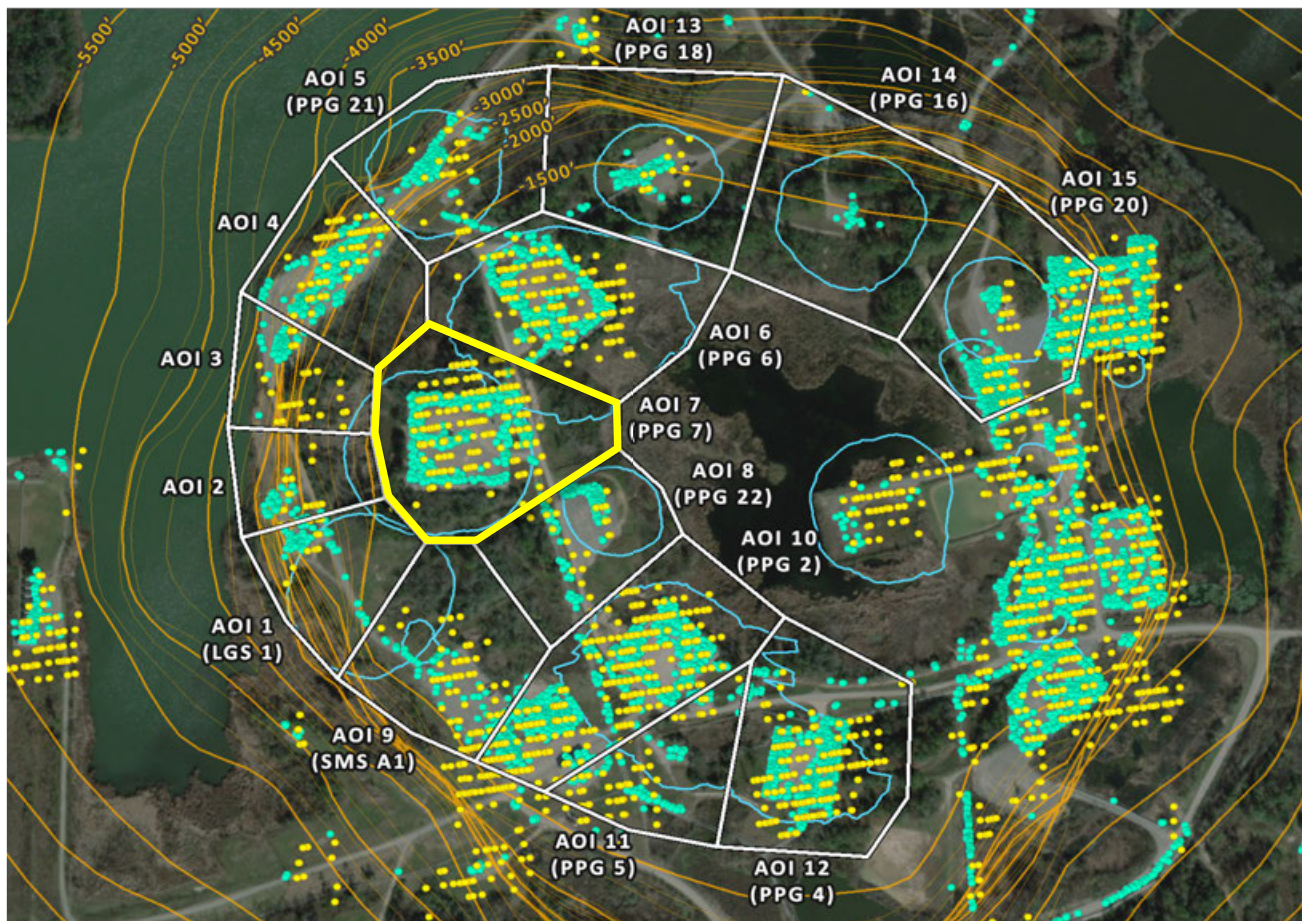 -5500'
-5000'
-4500'
-4000'
-3500'
-3000'
-2500'
-2000'
-1500'
AOI 13
(PPG 18)
AOI 14
(PPG 16)
AOI 5
(PPG 21)
AOI 15
(PPG 20)
AOI 4
AOI 3
AOI 6
(PPG 6)
AOI 7
(PPG 7)
AOI 2
AOI 8
(PPG 22)
AOI 10
(PPG 2)
AOI 1
(LGS 1)
AOI 9
(SMS A1)
AOI 11
(PPG 5)
AOI 12
(PPG 4)